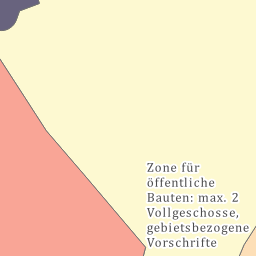 Zone für
öffentliche
Bauten: max. 2
Vollgeschosse,
gebietsbezogene
Vorschrifte